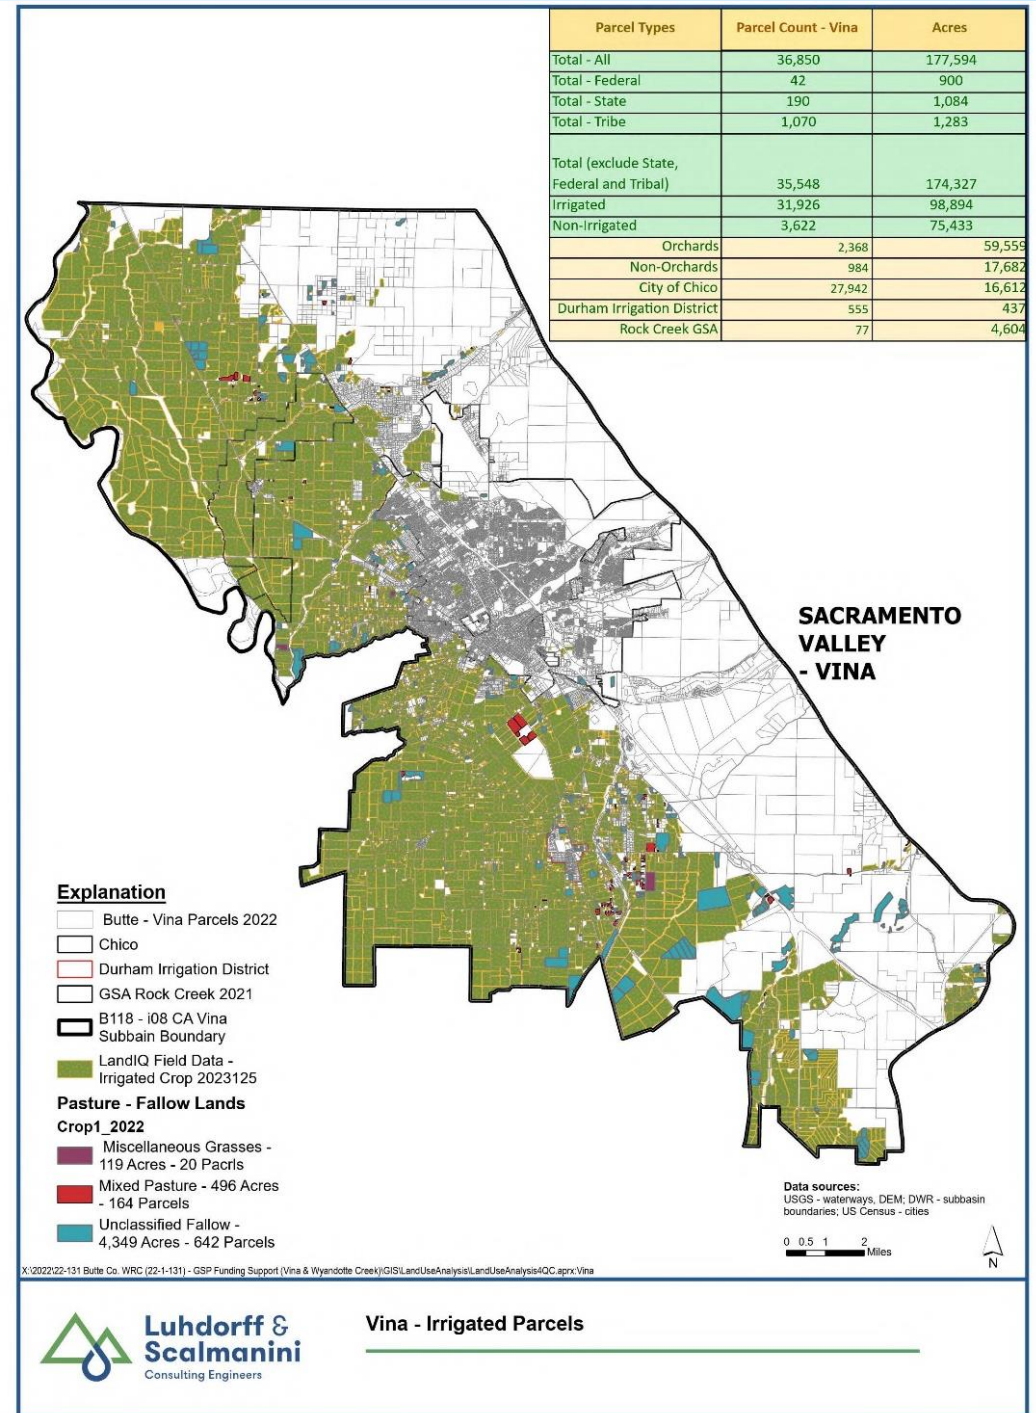 Parcel Types Parcel Count - Vina Acres
Total - All 36,850 177,594
Total - Federal 42 900
Total - State 190 1,084
Total - Tribe 1,070 1,283
Total (exclude State,
Federal and Tribal) 35,548 174,327
Irrigated 31,926 98,894
Non-Irrigated 3,622 75,433
Orchards 2,368 59,559
Non-Orchards 984 17,682
City of Chico 27,942 16,612
Durham Irrigation District 555 437
Rock Creek GSA 77 4,604
SACRAMENTO
VALLEY
- VINA
Explanation
Butte - Vina Parcels 2022
Chico
Durham Irrigation District
GSA Rock Creek 2021
B118 - i08 CA Vina
Subbain Boundary
LandIQ Field Data -
Irrigated Crop 2023125
Pasture - Fallow Lands
Crop1_2022
Miscellaneous Grasses -
119 Acres - 20 Pacrls
Mixed Pasture - 496 Acres
- 164 Parcels
Unclassified Fallow -
4,349 Acres - 642 Parcels
Data sources:
USGS - waterways, DEM; DWR - subbasin
boundaries; US Census - cities
0 0.5 1 2
Miles
N
X:\2022\22-131 Butte Co. WRC (22-1-131) - GSP Funding Support (Vina & Wyandotte Creek)\GIS\LandUseAnalysis\LandUseAnalysis4QC.aprx:Vina
Luhdorff &
Scalmanini
Consulting Engineers
Vina - Irrigated Parcels